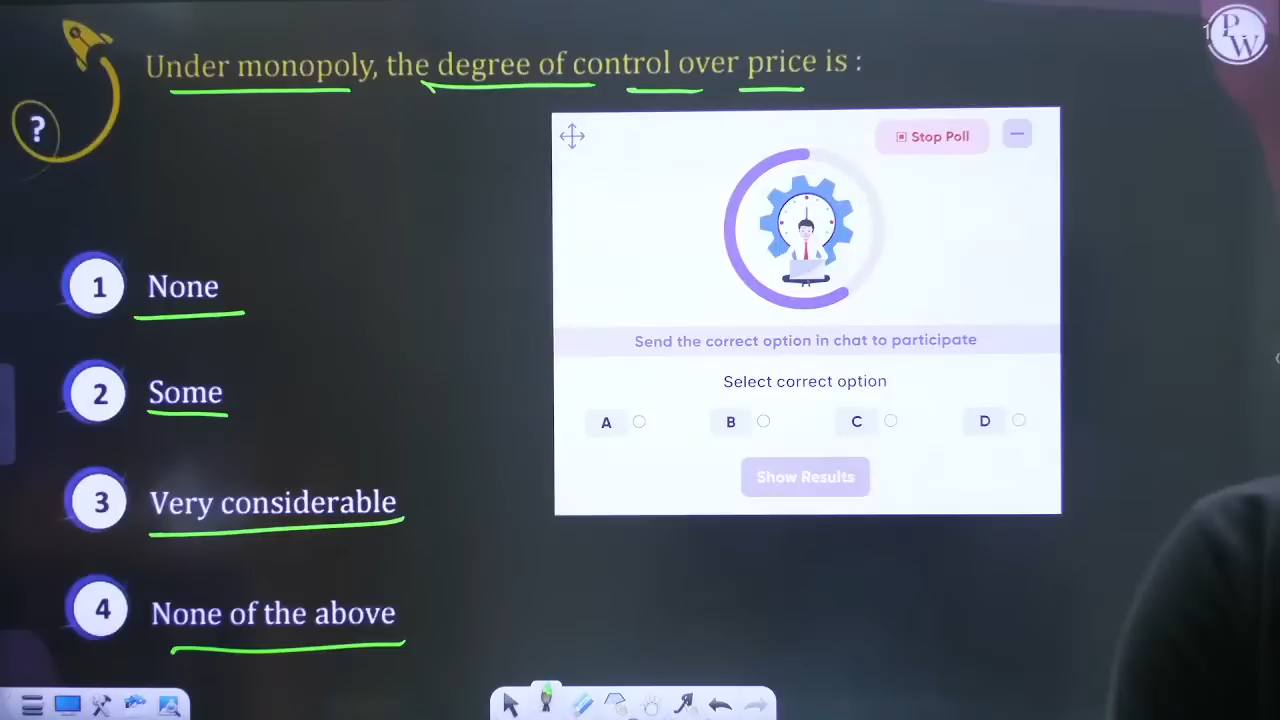 Under monopoly, the degree of control over price is :
?
PW
Stop Poll
1 None
Send the correct option in chat to participate
2 Some
Select correct option
A B C D
Show Results
3 Very considerable
4 None of the above